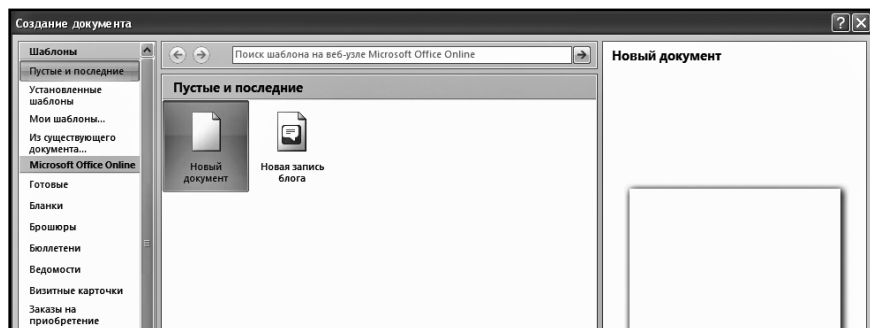 Создание документа
Шаблоны
Пустые и последние
Установленные
шаблоны
Мои шаблоны...
Из существующего
документа...
Microsoft Office Online
Готовые
Бланки
Брошюры
Бюллетени
Ведомости
Визитные карточки
Заказы на
приобретение
Поиск шаблона на веб-узле Microsoft Office Online
Пустые и последние
Новый
документ
Новая запись
блога
Новый документ